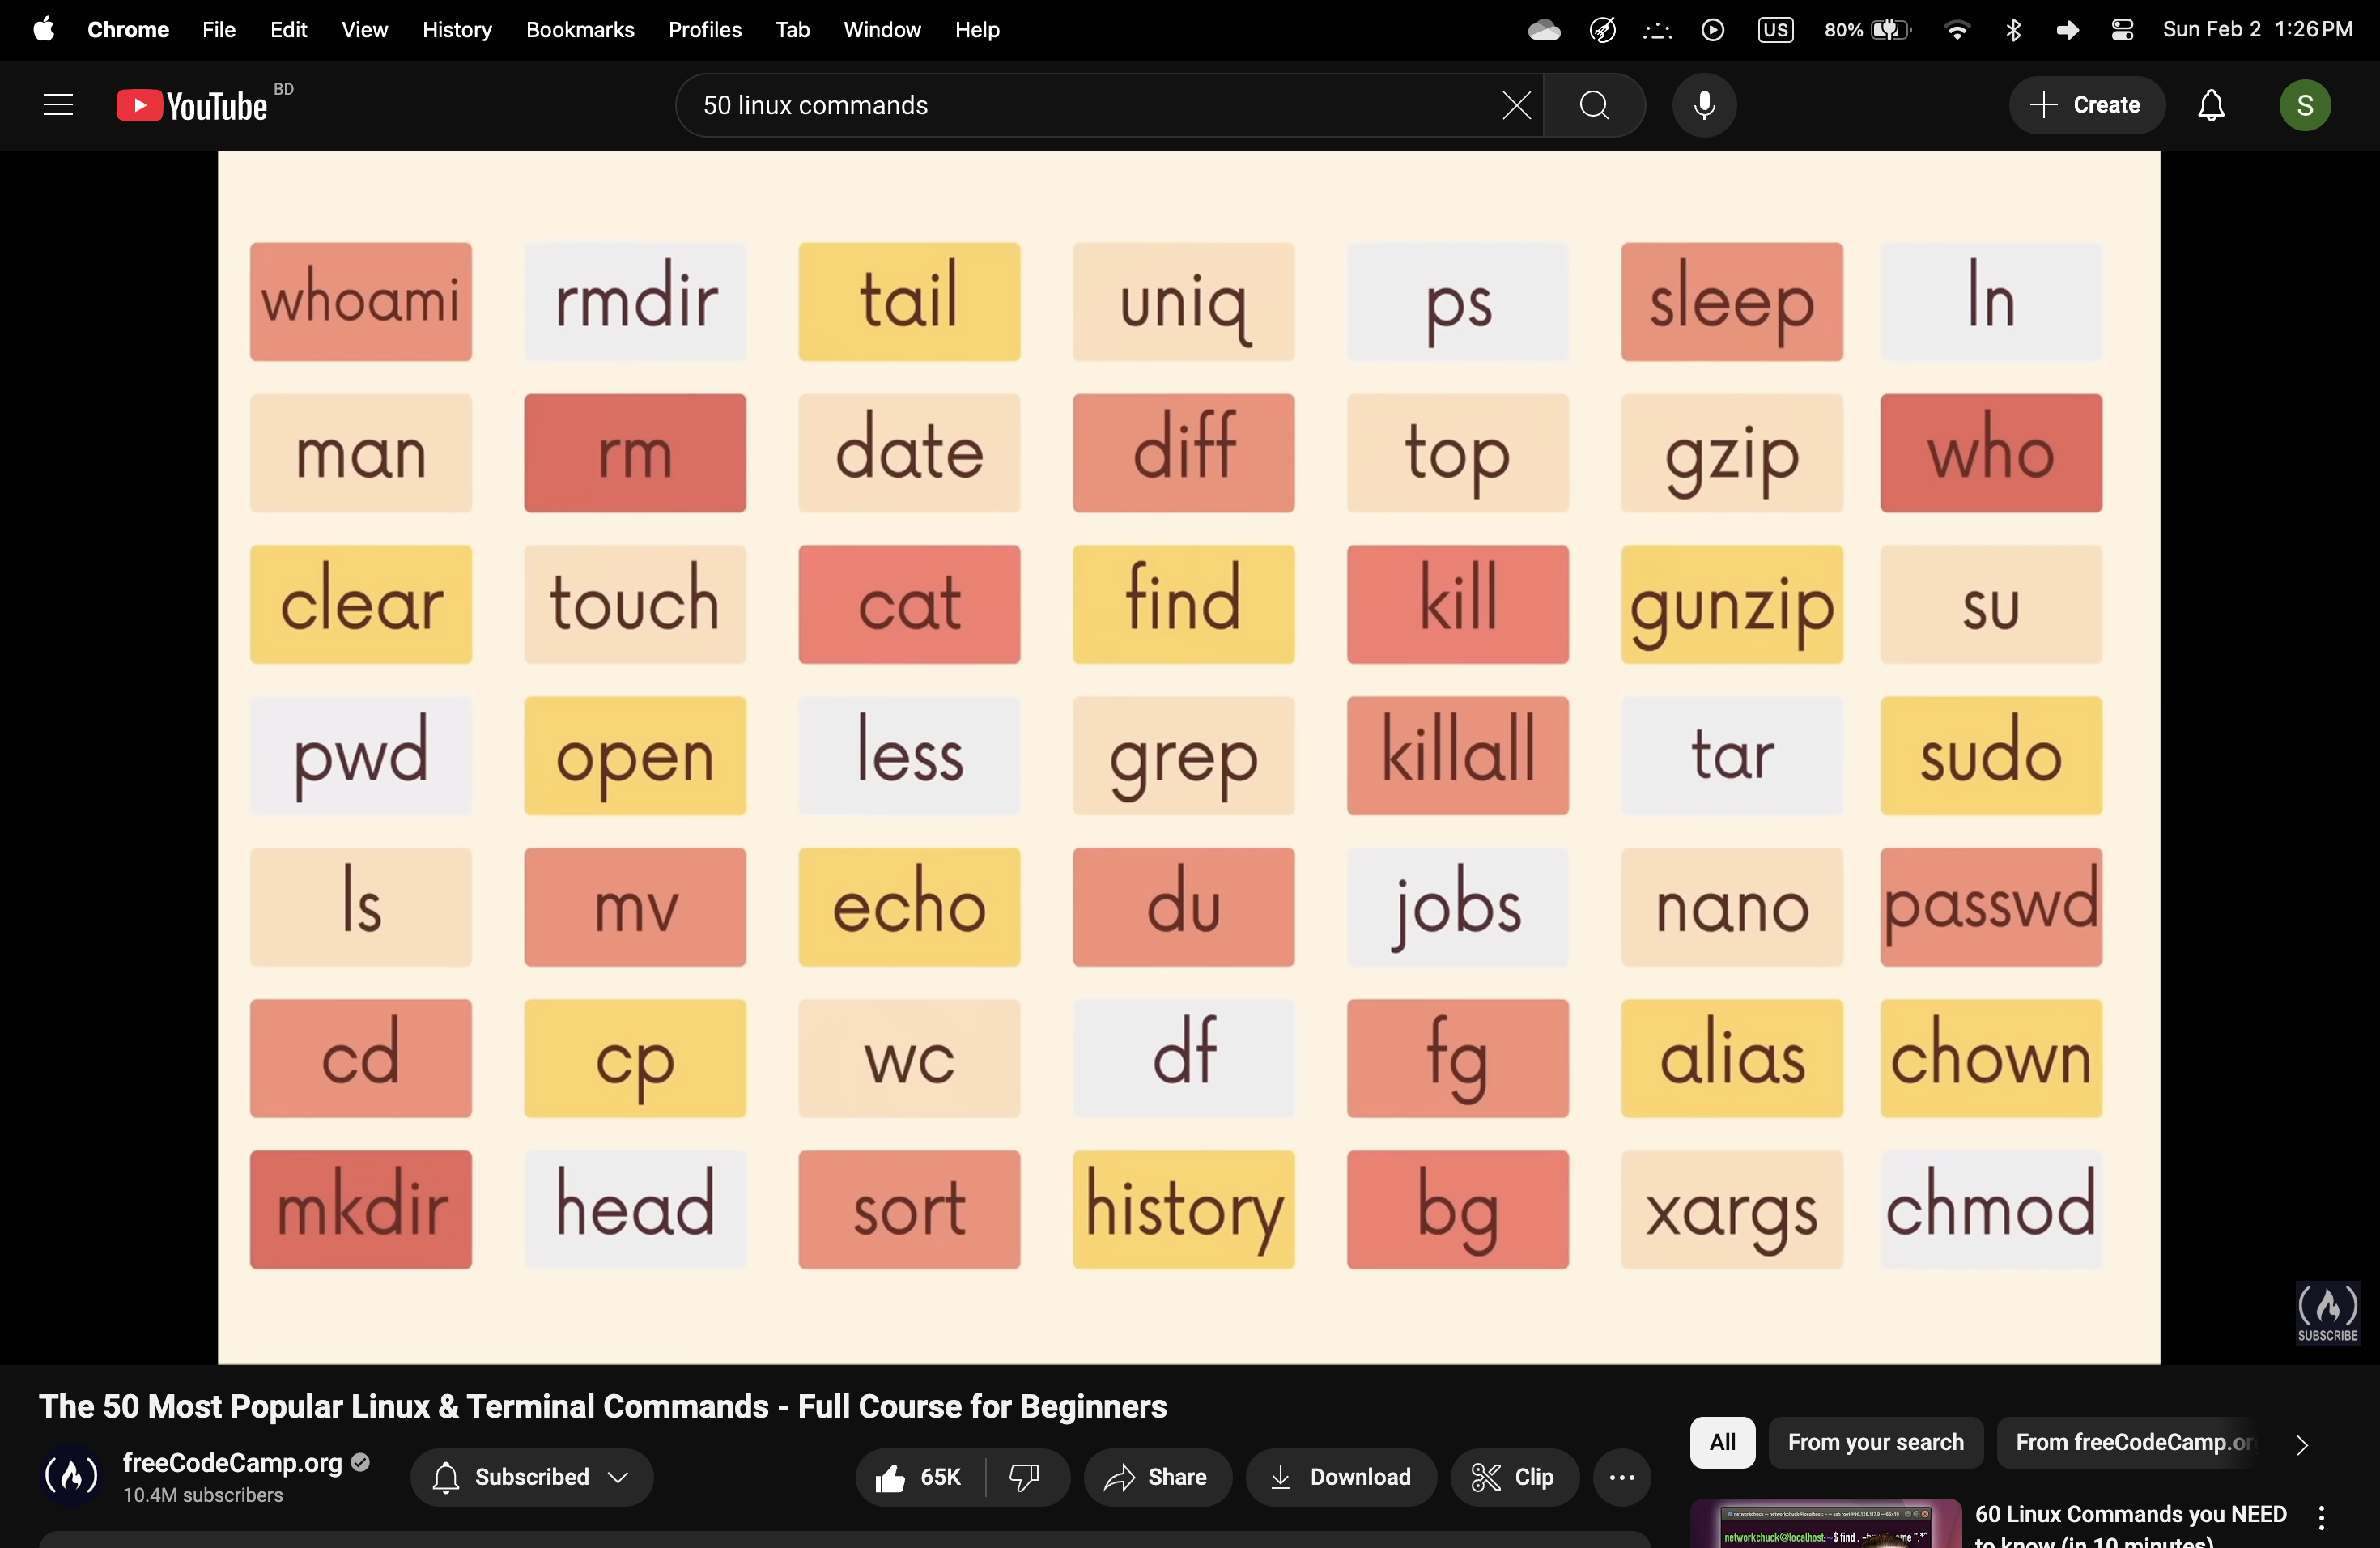 Chrome File Edit View History Bookmarks Profiles Tab Window Help US 80% Sun Feb 2 1:26 PM
YouTube BD 50 linux commands Create S
whoami rmdir tail uniq ps sleep ln
man rm date diff top gzip who
clear touch cat find kill gunzip su
pwd open less grep killall tar sudo
ls mv echo du jobs nano passwd
cd cp wc df fg alias chown
mkdir head sort history bg xargs chmod
SUBSCRIBE
The 50 Most Popular Linux & Terminal Commands - Full Course for Beginners
freeCodeCamp.org
10.4M subscribers
Subscribed 65K Share Download Clip
All From your search From freeCodeCamp.or
60 Linux Commands you NEED
to know (in 10 minutes)
networkchuck@localhost: $ find .